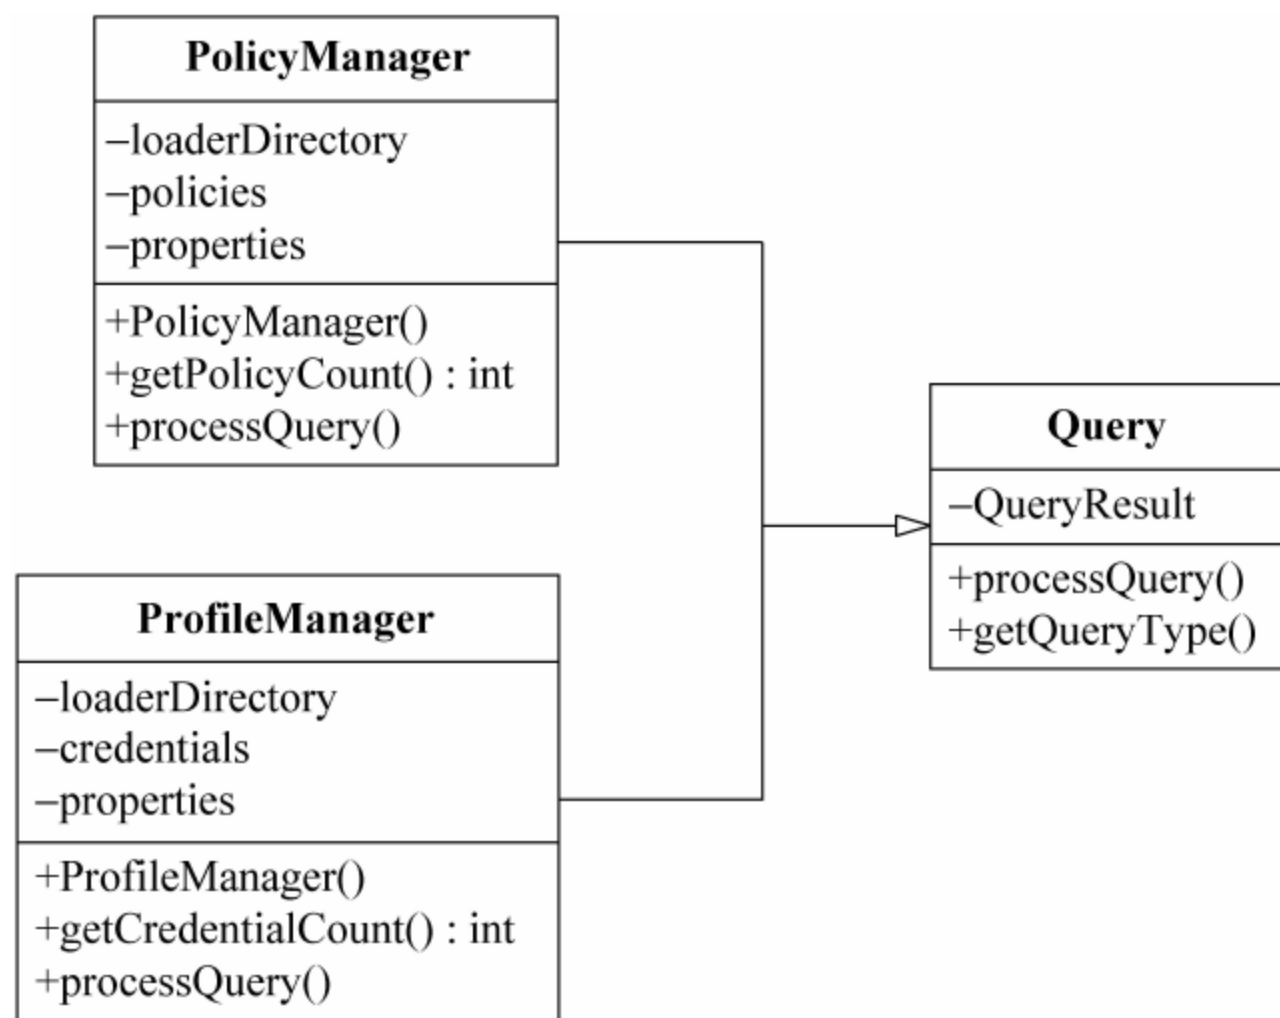 PolicyManager
–loaderDirectory
–policies
–properties
+PolicyManager()
+getPolicyCount() : int
+processQuery()
Query
–QueryResult
+processQuery()
+getQueryType()
ProfileManager
–loaderDirectory
–credentials
–properties
+ProfileManager()
+getCredentialCount() : int
+processQuery()